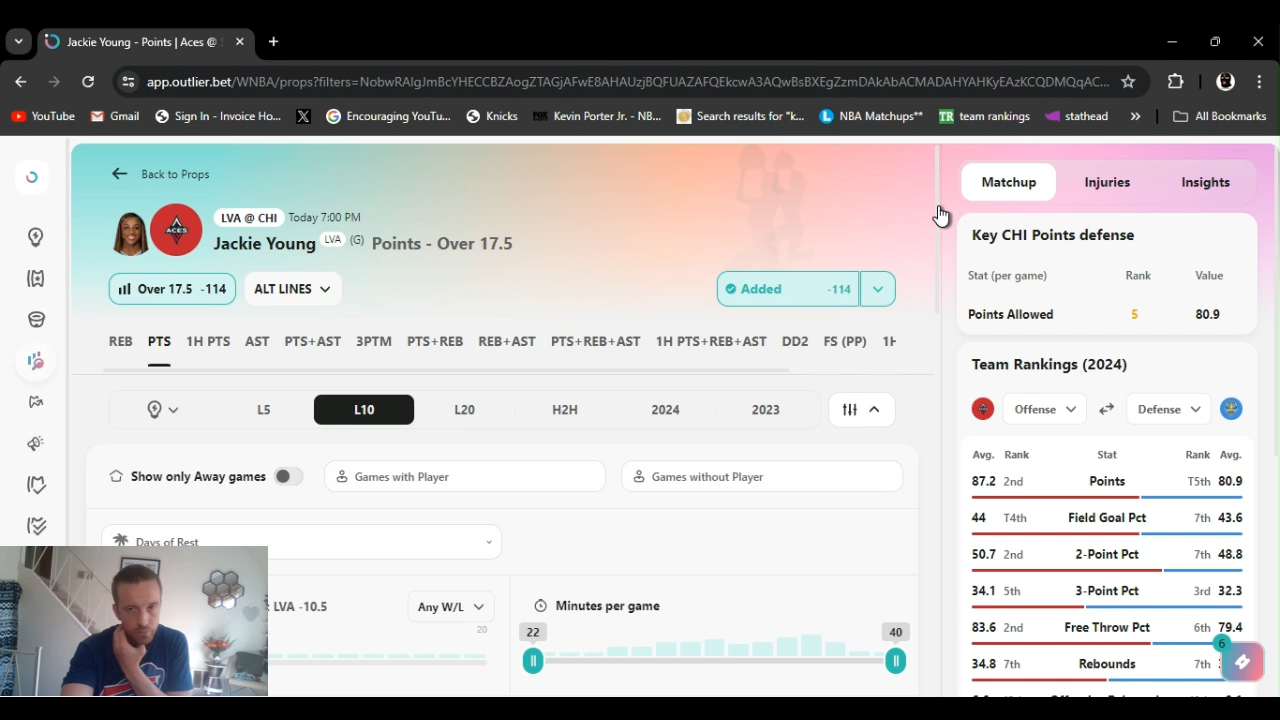 Jackie Young - Points | Aces @
app.outlier.bet/WNBA/props?filters=NobwRAlgJmBcYHECCBZAogZTAGjAFwE8AHAUzjBQFUAZAFQEkcwA3AQwBsBXEgZzmDAkAbACMADAHYAHKyEAzKCQDMQqAC...
YouTube Gmail Sign In - Invoice Ho... Encouraging YouTu... Knicks Kevin Porter Jr. - NB... Search results for "k... NBA Matchups** TR team rankings stathead » All Bookmarks
Back to Props
LVA @ CHI Today 7:00 PM
ACES
Jackie Young LVA (G) Points - Over 17.5
Over 17.5 -114 ALT LINES
Added -114
REB PTS 1H PTS AST PTS+AST 3PTM PTS+REB REB+AST PTS+REB+AST 1H PTS+REB+AST DD2 FS (PP) 1H
L5 L10 L20 H2H 2024 2023
Show only Away games Games with Player Games without Player
Days of Rest
LVA -10.5 Any W/L
20
Minutes per game
22 40
Matchup Injuries Insights
Key CHI Points defense
Stat (per game) Rank Value
Points Allowed 5 80.9
Team Rankings (2024)
Offense Defense
Avg. Rank Stat Rank Avg.
87.2 2nd Points T5th 80.9
44 T4th Field Goal Pct 7th 43.6
50.7 2nd 2-Point Pct 7th 48.8
34.1 5th 3-Point Pct 3rd 32.3
83.6 2nd Free Throw Pct 6th 79.4
6
34.8 7th Rebounds 7th